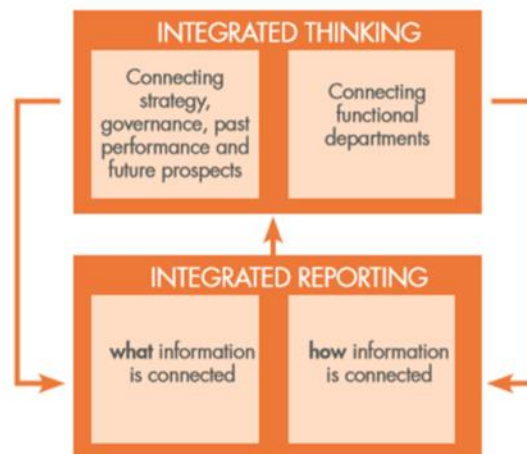 INTEGRATED THINKING
Connecting
strategy,
governance, past
performance and
future prospects
Connecting
functional
departments
INTEGRATED REPORTING
what information
is connected
how information
is connected